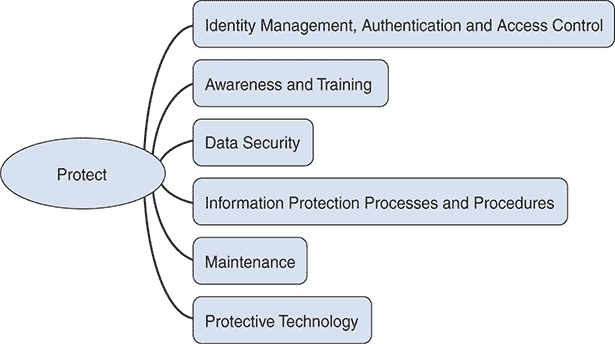 Identity Management, Authentication and Access Control
Awareness and Training
Data Security
Protect
Information Protection Processes and Procedures
Maintenance
Protective Technology